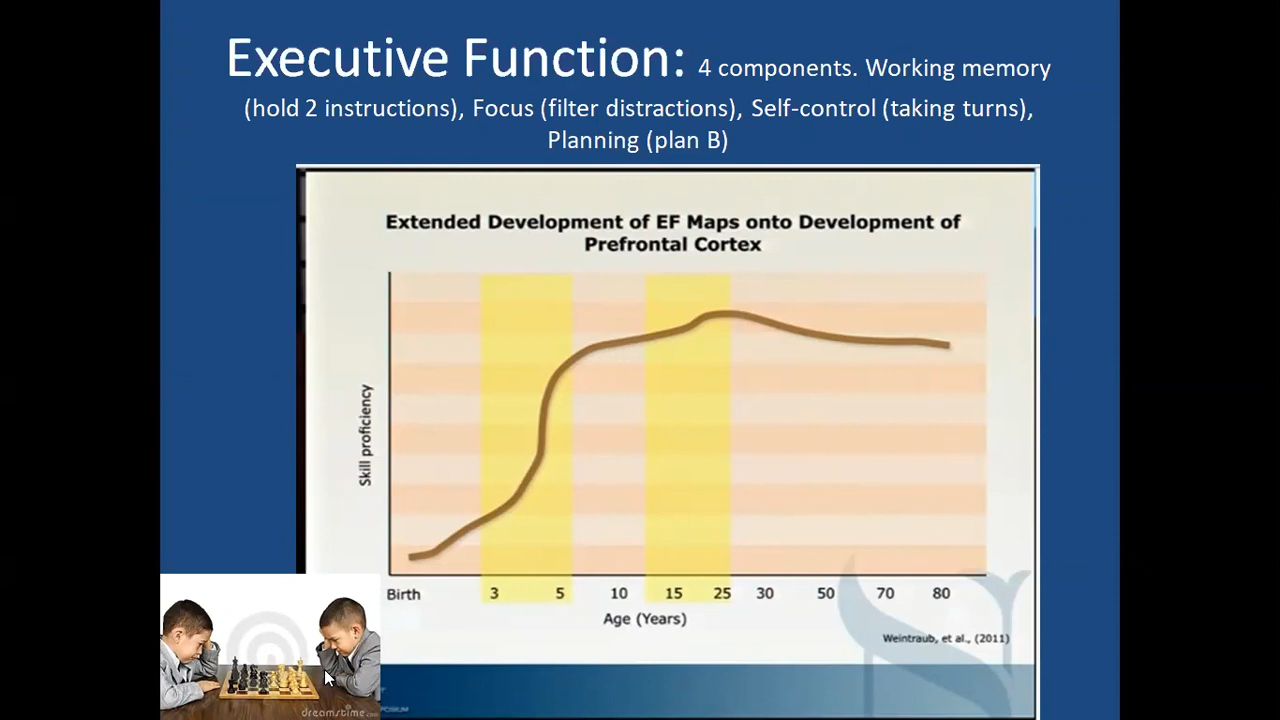 Executive Function: 4 components. Working memory
(hold 2 instructions), Focus (filter distractions), Self-control (taking turns),
Planning (plan B)
Extended Development of EF Maps onto Development of
Prefrontal Cortex
Skill proficiency
Birth 3 5 10 15 25 30 50 70 80
Age (Years)
Weintraub, et al., (2011)
dreamstime